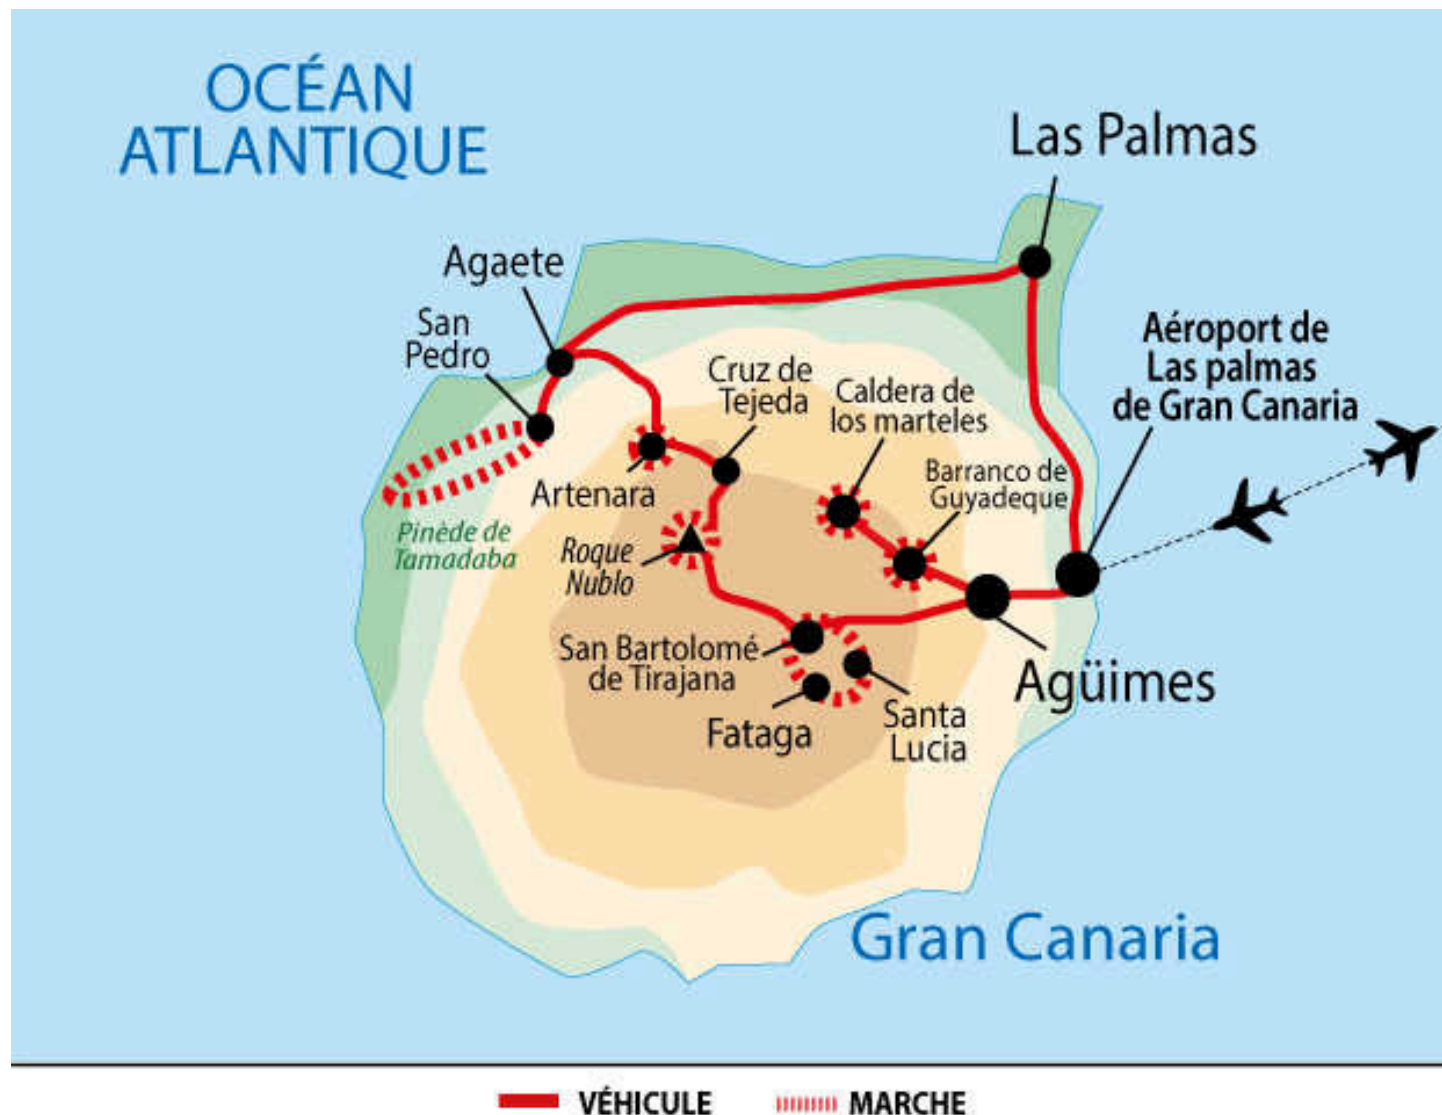 OCÉAN
ATLANTIQUE
Las Palmas
Agaete
San
Pedro
Aéroport de
Las palmas
de Gran Canaria
Cruz de
Tejeda
Caldera de
los marteles
Barranco de
Guyadeque
Artenara
Pinède de
Tamadaba
Roque
Nublo
San Bartolomé
de Tirajana
Agüimes
Fataga
Santa
Lucia
Gran Canaria
VÉHICULE
MARCHE